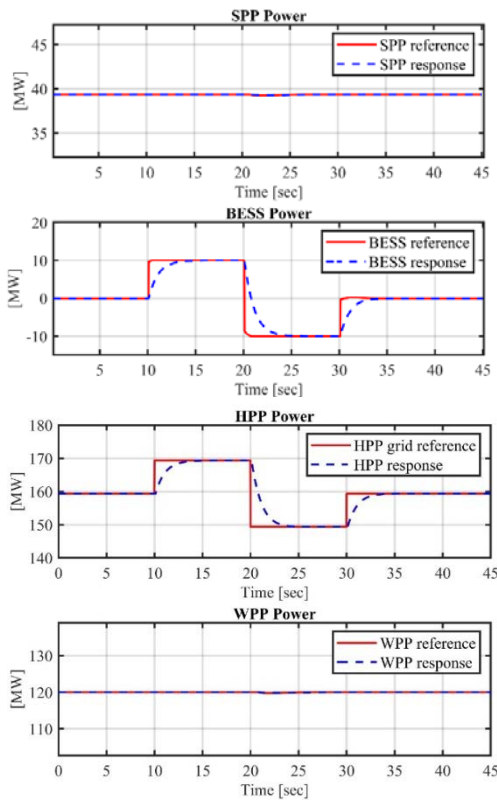 SPP Power
45
40
35
[MW]
SPP reference
SPP response
5 10 15 20 25 30 35 40 45
Time [sec]
BESS Power
20
10
0
-10
[MW]
BESS reference
BESS response
5 10 15 20 25 30 35 40 45
Time [sec]
HPP Power
170
160
150
140
[MW]
HPP grid reference
HPP response
0 5 10 15 20 25 30 35 40 45
Time [sec]
WPP Power
130
120
110
[MW]
WPP reference
WPP response
0 5 10 15 20 25 30 35 40 45
Time [sec]